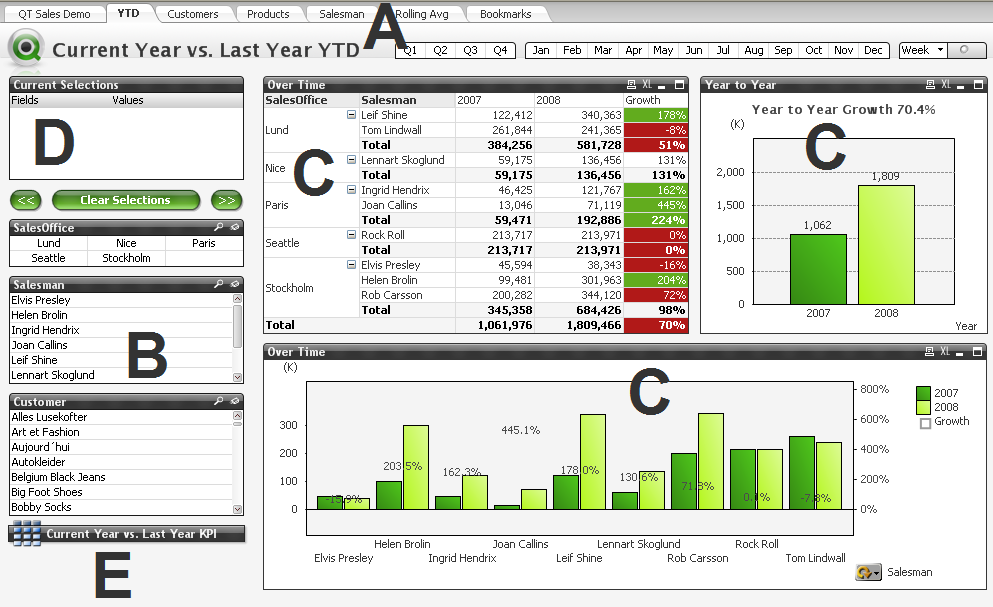 QT Sales Demo YTD Customers Products Salesman Rolling Avg Bookmarks
A
Current Year vs. Last Year YTD
Q1 Q2 Q3 Q4 Jan Feb Mar Apr May Jun Jul Aug Sep Oct Nov Dec Week
Current Selections
Fields Values
D
<< Clear Selections >>
SalesOffice
Lund Nice Paris
Seattle Stockholm
Salesman
Elvis Presley
Helen Brolin
Ingrid Hendrix
Joan Callins
Leif Shine
Lennart Skoglund
B
Customer
Alles Lusekofter
Art et Fashion
Aujourd´hui
Autokleider
Belgium Black Jeans
Big Foot Shoes
Bobby Socks
Current Year vs. Last Year KPI
E
Over Time XL
SalesOffice Salesman 2007 2008 Growth
Lund Leif Shine 122,412 340,363 178%
Tom Lindwall 261,844 241,365 -8%
Total 384,256 581,728 51%
Nice Lennart Skoglund 59,175 136,456 131%
Total 59,175 136,456 131%
Paris Ingrid Hendrix 46,425 121,767 162%
Joan Callins 13,046 71,119 445%
Total 59,471 192,886 224%
Seattle Rock Roll 213,717 213,971 0%
Total 213,717 213,971 0%
Stockholm Elvis Presley 45,594 38,343 -16%
Helen Brolin 99,481 301,963 204%
Rob Carsson 200,282 344,120 72%
Total 345,358 684,426 98%
Total 1,061,976 1,809,466 70%
C
Year to Year XL
Year to Year Growth 70.4%
(K)
C
2,000
1,500
1,000
500
0
1,062
1,809
2007 2008
Year
Over Time XL
(K)
C
300
200
100
0
800%
600%
400%
200%
0%
-15.9% 203.5% 162.3% 445.1% 178.0% 130.6% 71.8% 0.1% -7.8%
2007
2008
Growth
Helen Brolin Joan Callins Lennart Skoglund Rock Roll
Elvis Presley Ingrid Hendrix Leif Shine Rob Carsson Tom Lindwall
Salesman